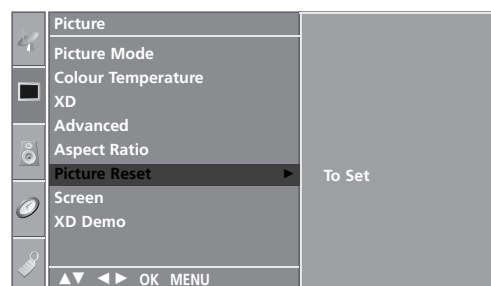 Picture
Picture Mode
Colour Temperature
XD
Advanced
Aspect Ratio
Picture Reset ►
To Set
Screen
XD Demo
▲▼ ◄► OK MENU